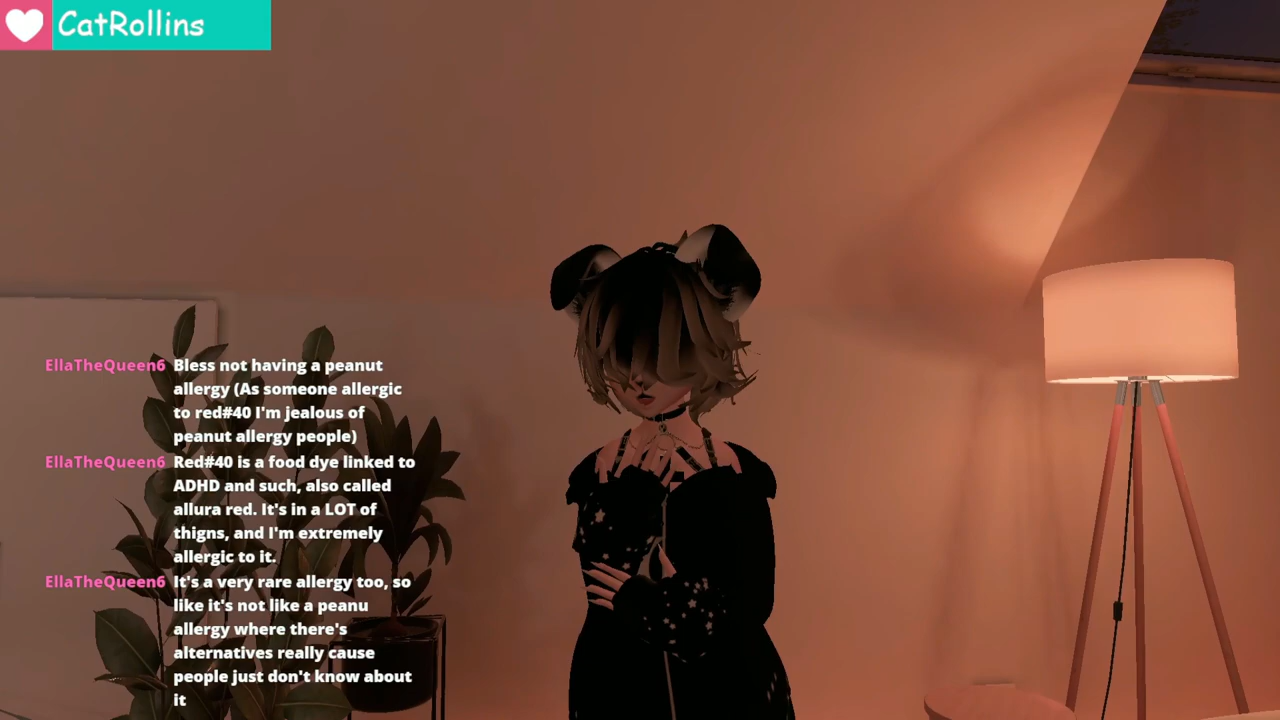 CatRollins
EllaTheQueen6 Bless not having a peanut
allergy (As someone allergic
to red#40 I'm jealous of
peanut allergy people)
EllaTheQueen6 Red#40 is a food dye linked to
ADHD and such, also called
allura red. It's in a LOT of
thigns, and I'm extremely
allergic to it.
EllaTheQueen6 It's a very rare allergy too, so
like it's not like a peanu
allergy where there's
alternatives really cause
people just don't know about
it